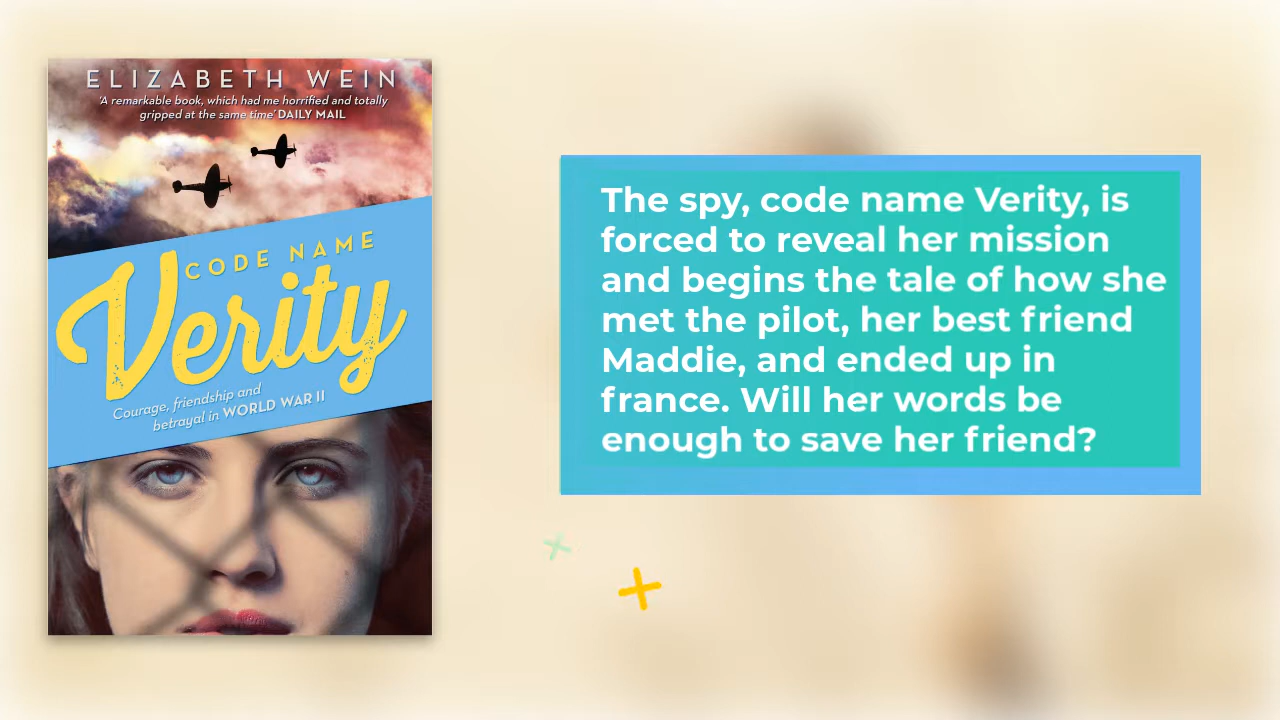 ELIZABETH WEIN
'A remarkable book, which had me horrified and totally
gripped at the same time' DAILY MAIL
CODE NAME
Verity
Courage, friendship and
betrayal in WORLD WAR II
The spy, code name Verity, is
forced to reveal her mission
and begins the tale of how she
met the pilot, her best friend
Maddie, and ended up in
france. Will her words be
enough to save her friend?